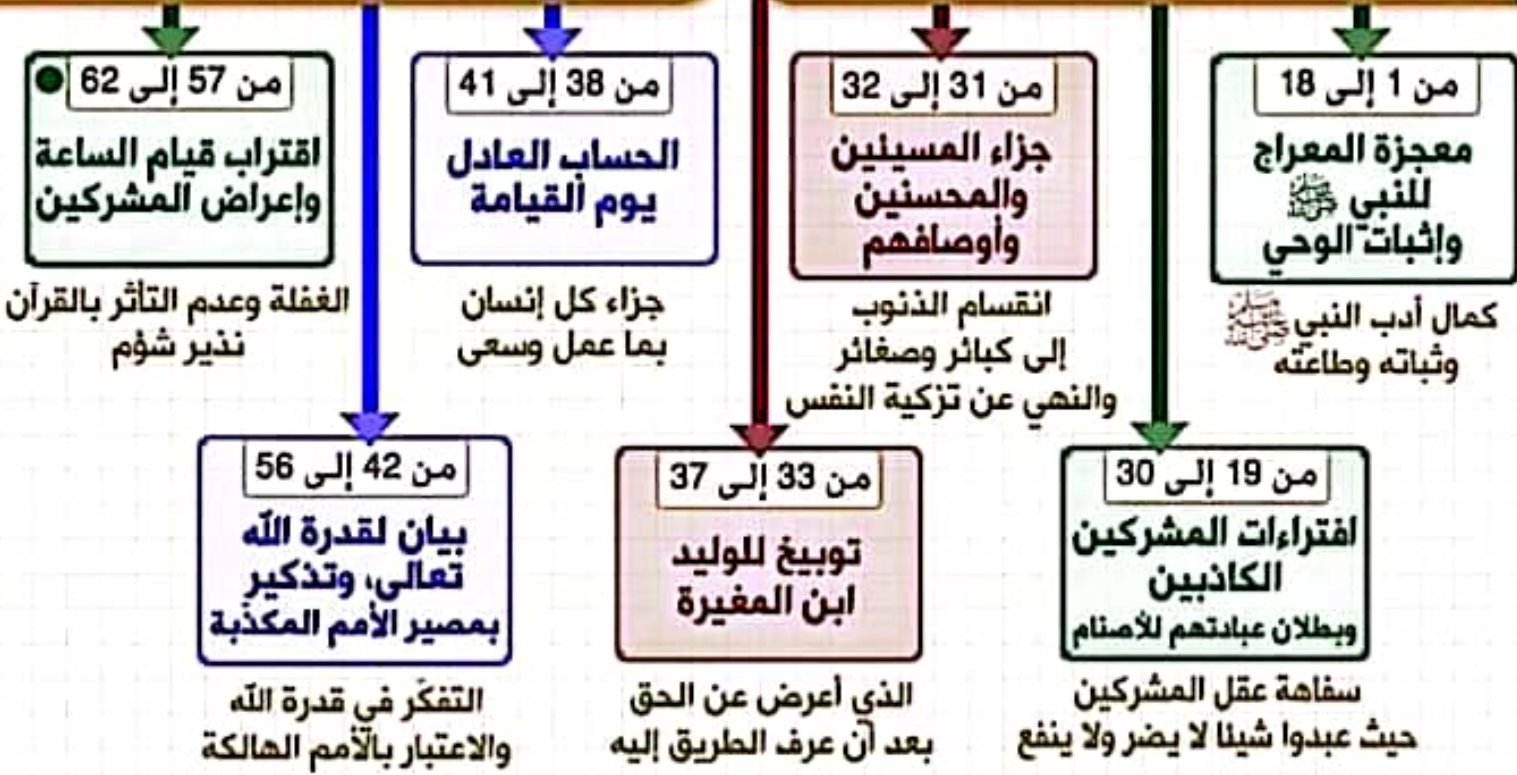 من 1 إلى 18
معجزة المعراج
للنبي ﷺ
وإثبات الوحي
كمال أدب النبي ﷺ
وثباته وطاعته
من 19 إلى 30
افتراءات المشركين
الكاذبين
وبطلان عبادتهم للأصنام
سفاهة عقل المشركين
حيث عبدوا شيئا لا يضر ولا ينفع
من 31 إلى 32
جزاء المسيئين
والمحسنين
وأوصافهم
انقسام الذنوب
إلى كبائر وصغائر
والنهي عن تزكية النفس
من 33 إلى 37
توبيخ للوليد
ابن المغيرة
الذي أعرض عن الحق
بعد أن عرف الطريق إليه
من 38 إلى 41
الحساب العادل
يوم القيامة
جزاء كل إنسان
بما عمل وسعى
من 42 إلى 56
بيان لقدرة الله
تعالى، وتذكير
بمصير الأمم المكذّبة
التفكّر في قدرة الله
والاعتبار بالأمم الهالكة
من 57 إلى 62
اقتراب قيام الساعة
وإعراض المشركين
الغفلة وعدم التأثر بالقرآن
نذير شؤم